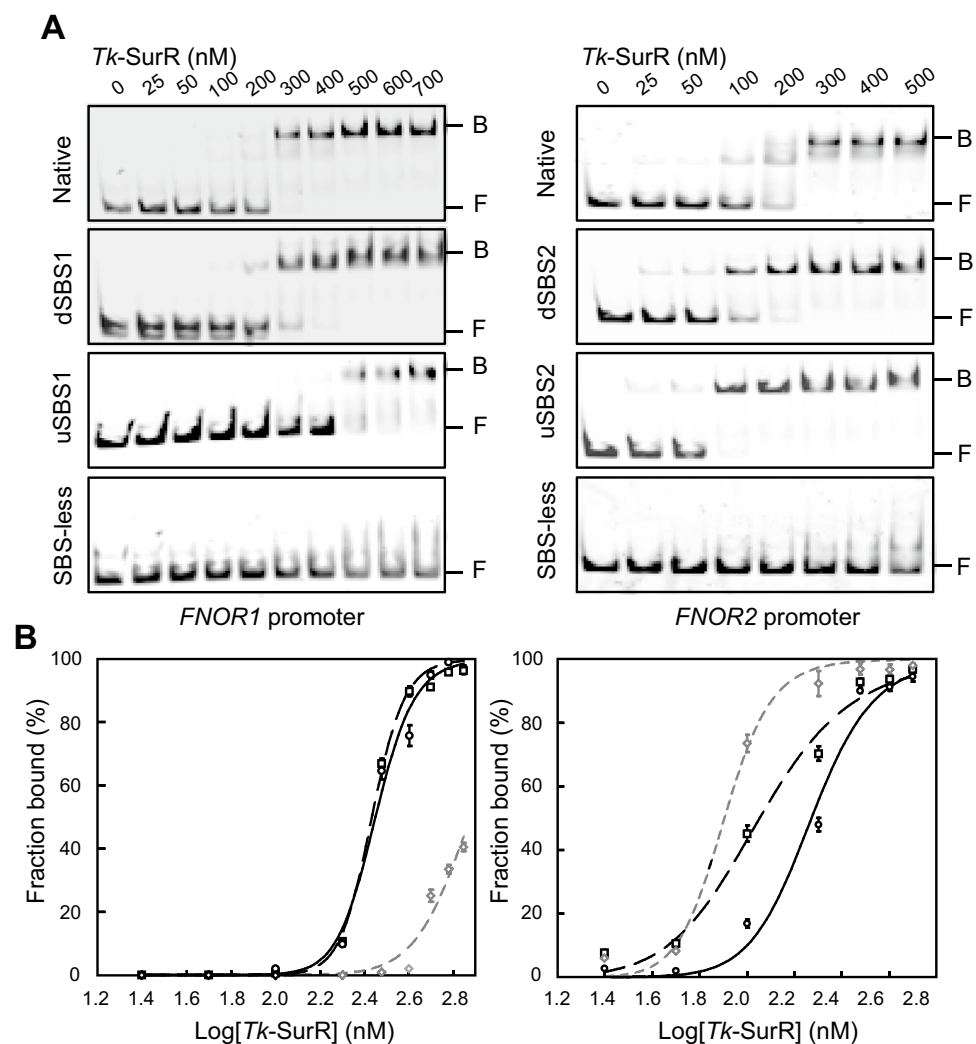 A
Tk-SurR (nM)
0 25 50 100 200 300 400 500 600 700
Native
B
F
dSBS1
B
F
uSBS1
B
F
SBS-less
F
FNOR1 promoter
Tk-SurR (nM)
0 25 50 100 200 300 400 500
Native
B
F
dSBS2
B
F
uSBS2
B
F
SBS-less
F
FNOR2 promoter
B
Fraction bound (%)
100
80
60
40
20
0
1.2 1.4 1.6 1.8 2.0 2.2 2.4 2.6 2.8
Log[Tk-SurR] (nM)
Fraction bound (%)
100
80
60
40
20
0
1.2 1.4 1.6 2.0 2.4 2.6 2.8
Log[Tk-SurR] (nM)